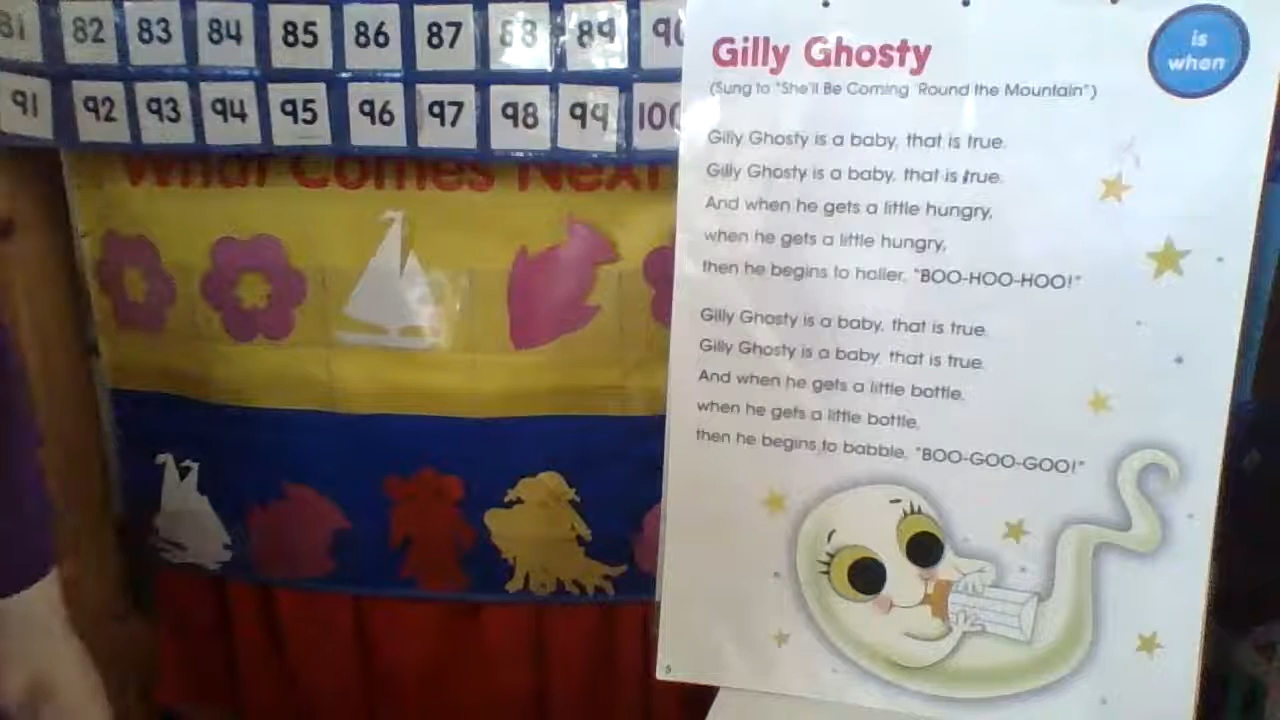 81 82 83 84 85 86 87 88 89 90
91 92 93 94 95 96 97 98 99 100
What Comes Next
Gilly Ghosty
(Sung to "She'll Be Coming 'Round the Mountain")
is
when
Gilly Ghosty is a baby, that is true.
Gilly Ghosty is a baby, that is true.
And when he gets a little hungry,
when he gets a little hungry,
then he begins to holler, "BOO-HOO-HOO!"
Gilly Ghosty is a baby, that is true.
Gilly Ghosty is a baby, that is true.
And when he gets a little bottle,
when he gets a little bottle,
then he begins to babble, "BOO-GOO-GOO!"